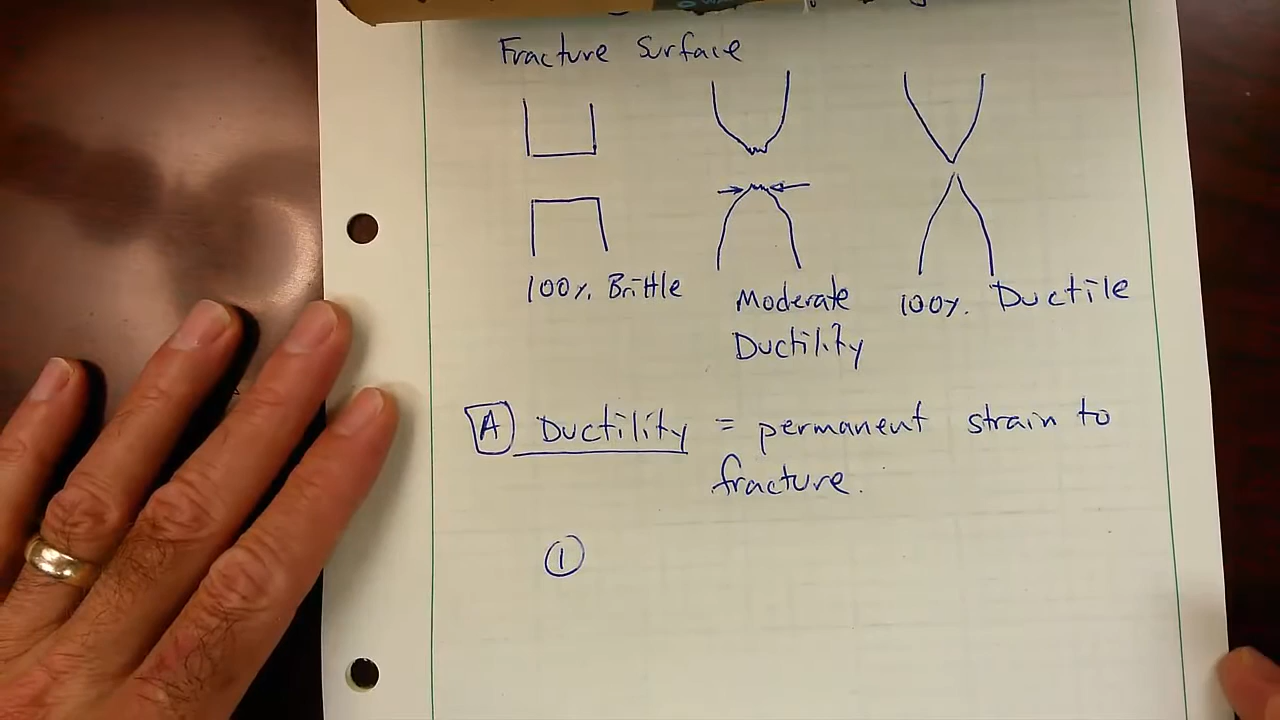 Fracture Surface
100%. Brittle
Moderate
Ductility
100%. Ductile
A Ductility = permanent strain to
fracture.
1